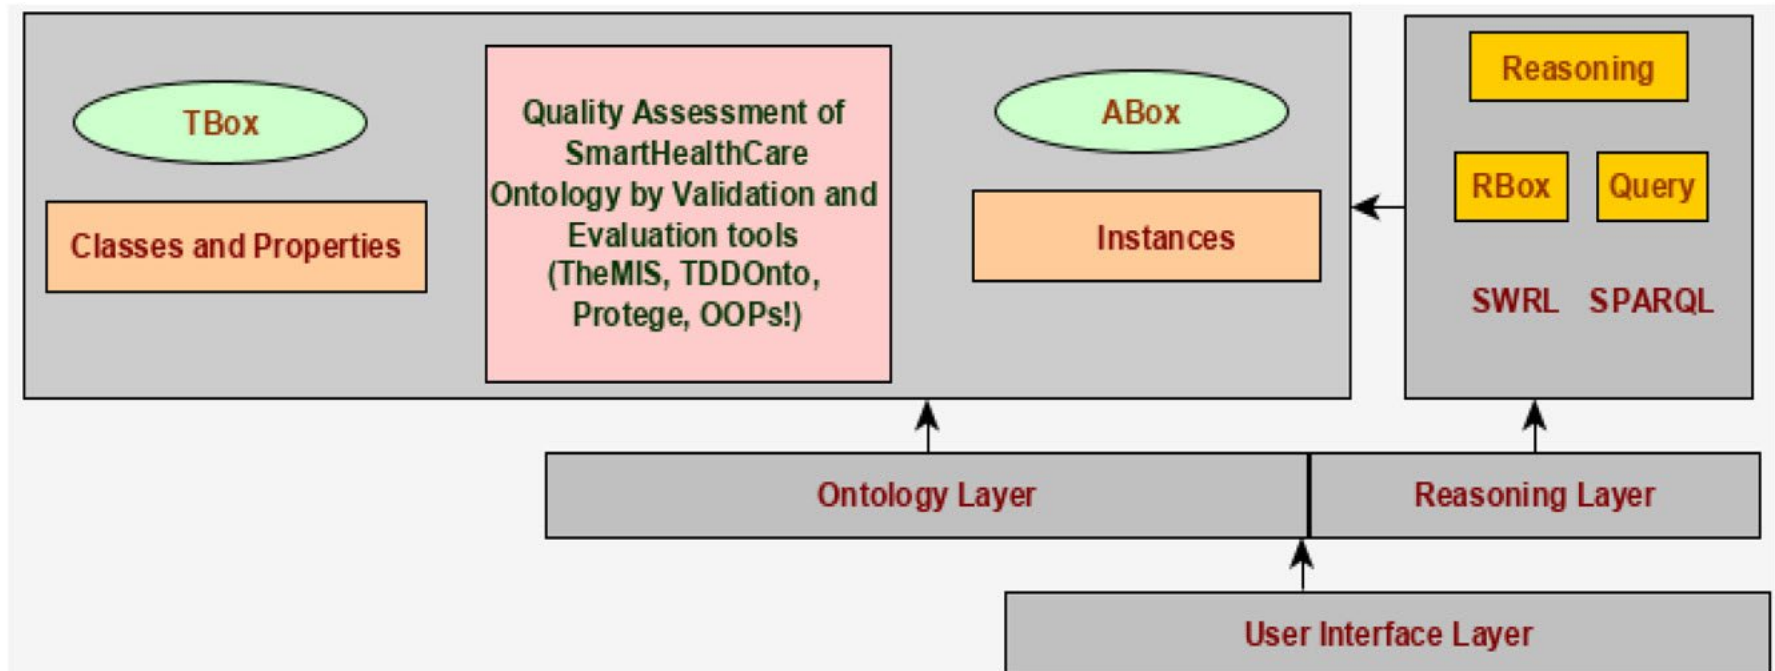 TBox
Classes and Properties
Quality Assessment of
SmartHealthCare
Ontology by Validation and
Evaluation tools
(TheMIS, TDDOnto,
Protege, OOPs!)
ABox
Instances
Reasoning
RBox
Query
SWRL
SPARQL
Ontology Layer
Reasoning Layer
User Interface Layer